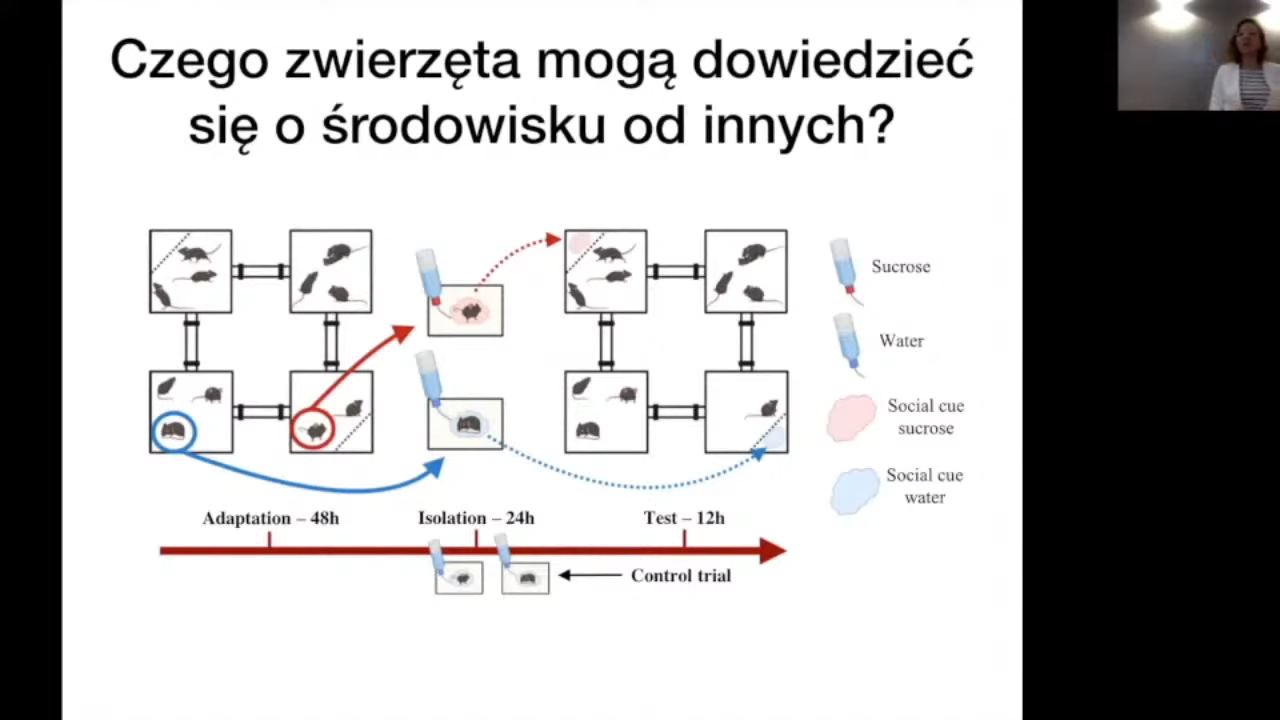 Czego zwierzęta mogą dowiedzieć
się o środowisku od innych?
Sucrose
Water
Social cue
sucrose
Social cue
water
Adaptation – 48h
Isolation – 24h
Test – 12h
Control trial